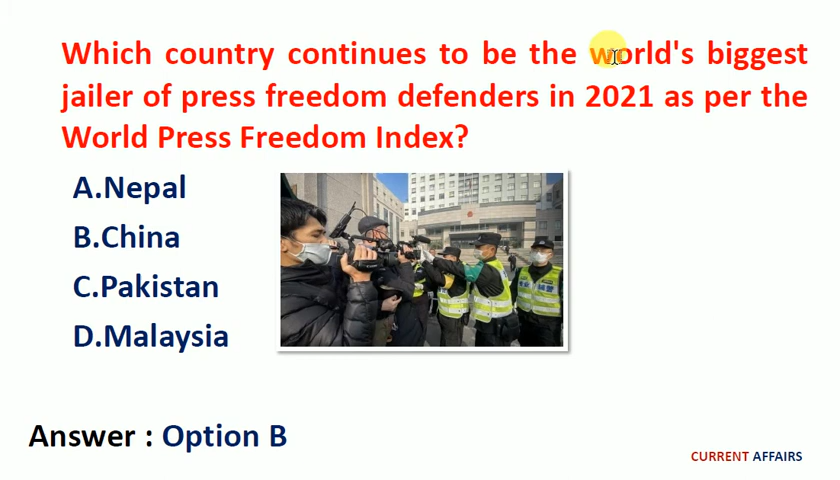 Which country continues to be the world's biggest
jailer of press freedom defenders in 2021 as per the
World Press Freedom Index?
A.Nepal
B.China
C.Pakistan
D.Malaysia
Answer : Option B
CURRENT AFFAIRS